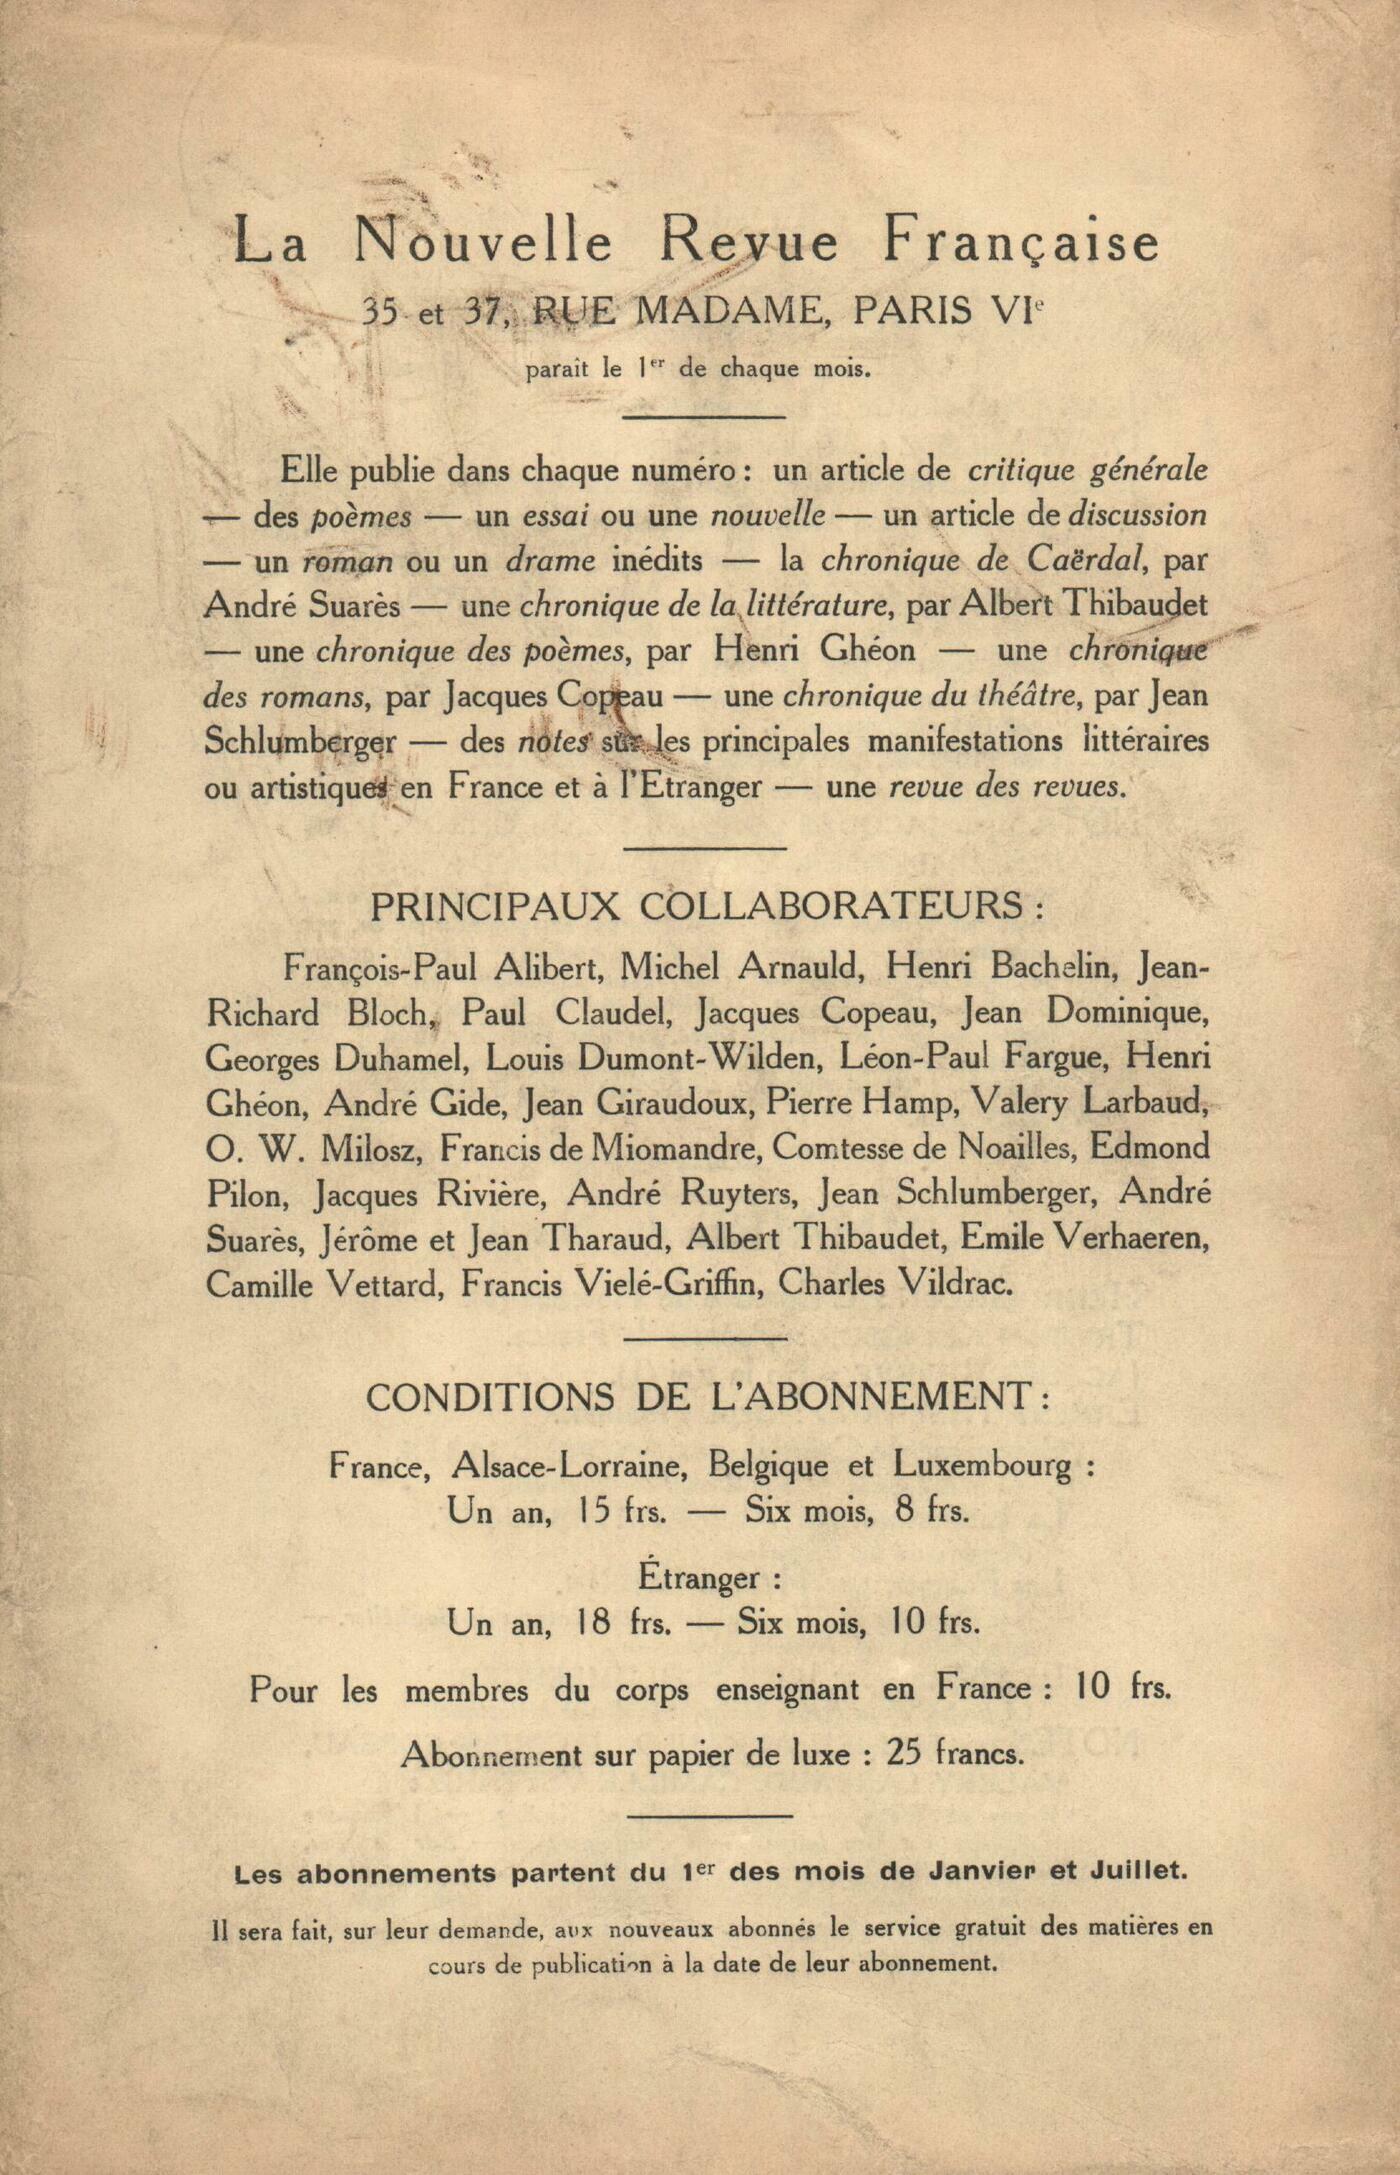 La Nouvelle Revue Française
35 et 37, RUE MADAME, PARIS VIe
paraît le 1er de chaque mois.
Elle publie dans chaque numéro : un article de critique générale
— des poèmes — un essai ou une nouvelle — un article de discussion
— un roman ou un drame inédits — la chronique de Caërdal, par
André Suarès — une chronique de la littérature, par Albert Thibaudet
— une chronique des poèmes, par Henri Ghéon — une chronique
des romans, par Jacques Copeau — une chronique du théâtre, par Jean
Schlumberger — des notes sur les principales manifestations littéraires
ou artistiques en France et à l'Etranger — une revue des revues.
PRINCIPAUX COLLABORATEURS :
François-Paul Alibert, Michel Arnauld, Henri Bachelin, Jean-
Richard Bloch, Paul Claudel, Jacques Copeau, Jean Dominique,
Georges Duhamel, Louis Dumont-Wilden, Léon-Paul Fargue, Henri
Ghéon, André Gide, Jean Giraudoux, Pierre Hamp, Valery Larbaud,
O. W. Milosz, Francis de Miomandre, Comtesse de Noailles, Edmond
Pilon, Jacques Rivière, André Ruyters, Jean Schlumberger, André
Suarès, Jérôme et Jean Tharaud, Albert Thibaudet, Emile Verhaeren,
Camille Vettard, Francis Vielé-Griffin, Charles Vildrac.
CONDITIONS DE L'ABONNEMENT :
France, Alsace-Lorraine, Belgique et Luxembourg :
Un an, 15 frs. — Six mois, 8 frs.
Étranger :
Un an, 18 frs. — Six mois, 10 frs.
Pour les membres du corps enseignant en France : 10 frs.
Abonnement sur papier de luxe : 25 francs.
Les abonnements partent du 1er des mois de Janvier et Juillet.
Il sera fait, sur leur demande, aux nouveaux abonnés le service gratuit des matières en
cours de publication à la date de leur abonnement.